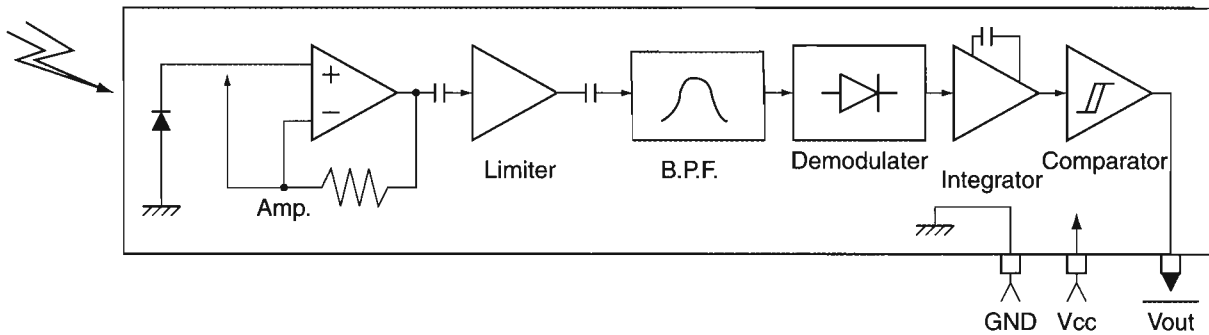 +
−
Amp.
Limiter
B.P.F.
Demodulater
Integrator
Comparator
GND
Vcc
Vout